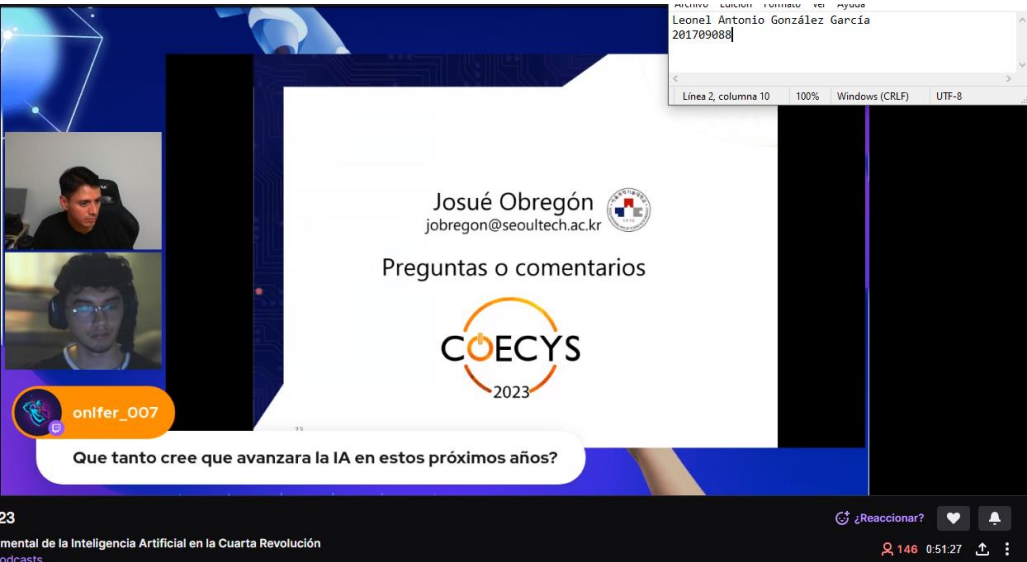 Archivo Edición Formato Ver Ayuda
Leonel Antonio González García
201709088
Línea 2, columna 10 100% Windows (CRLF) UTF-8
Josué Obregón
jobregon@seoultech.ac.kr
Preguntas o comentarios
COECYS
2023
23
onlfer_007
Que tanto cree que avanzara la IA en estos próximos años?
23
mental de la Inteligencia Artificial en la Cuarta Revolución
odcasts
¿Reaccionar?
146 0:51:27